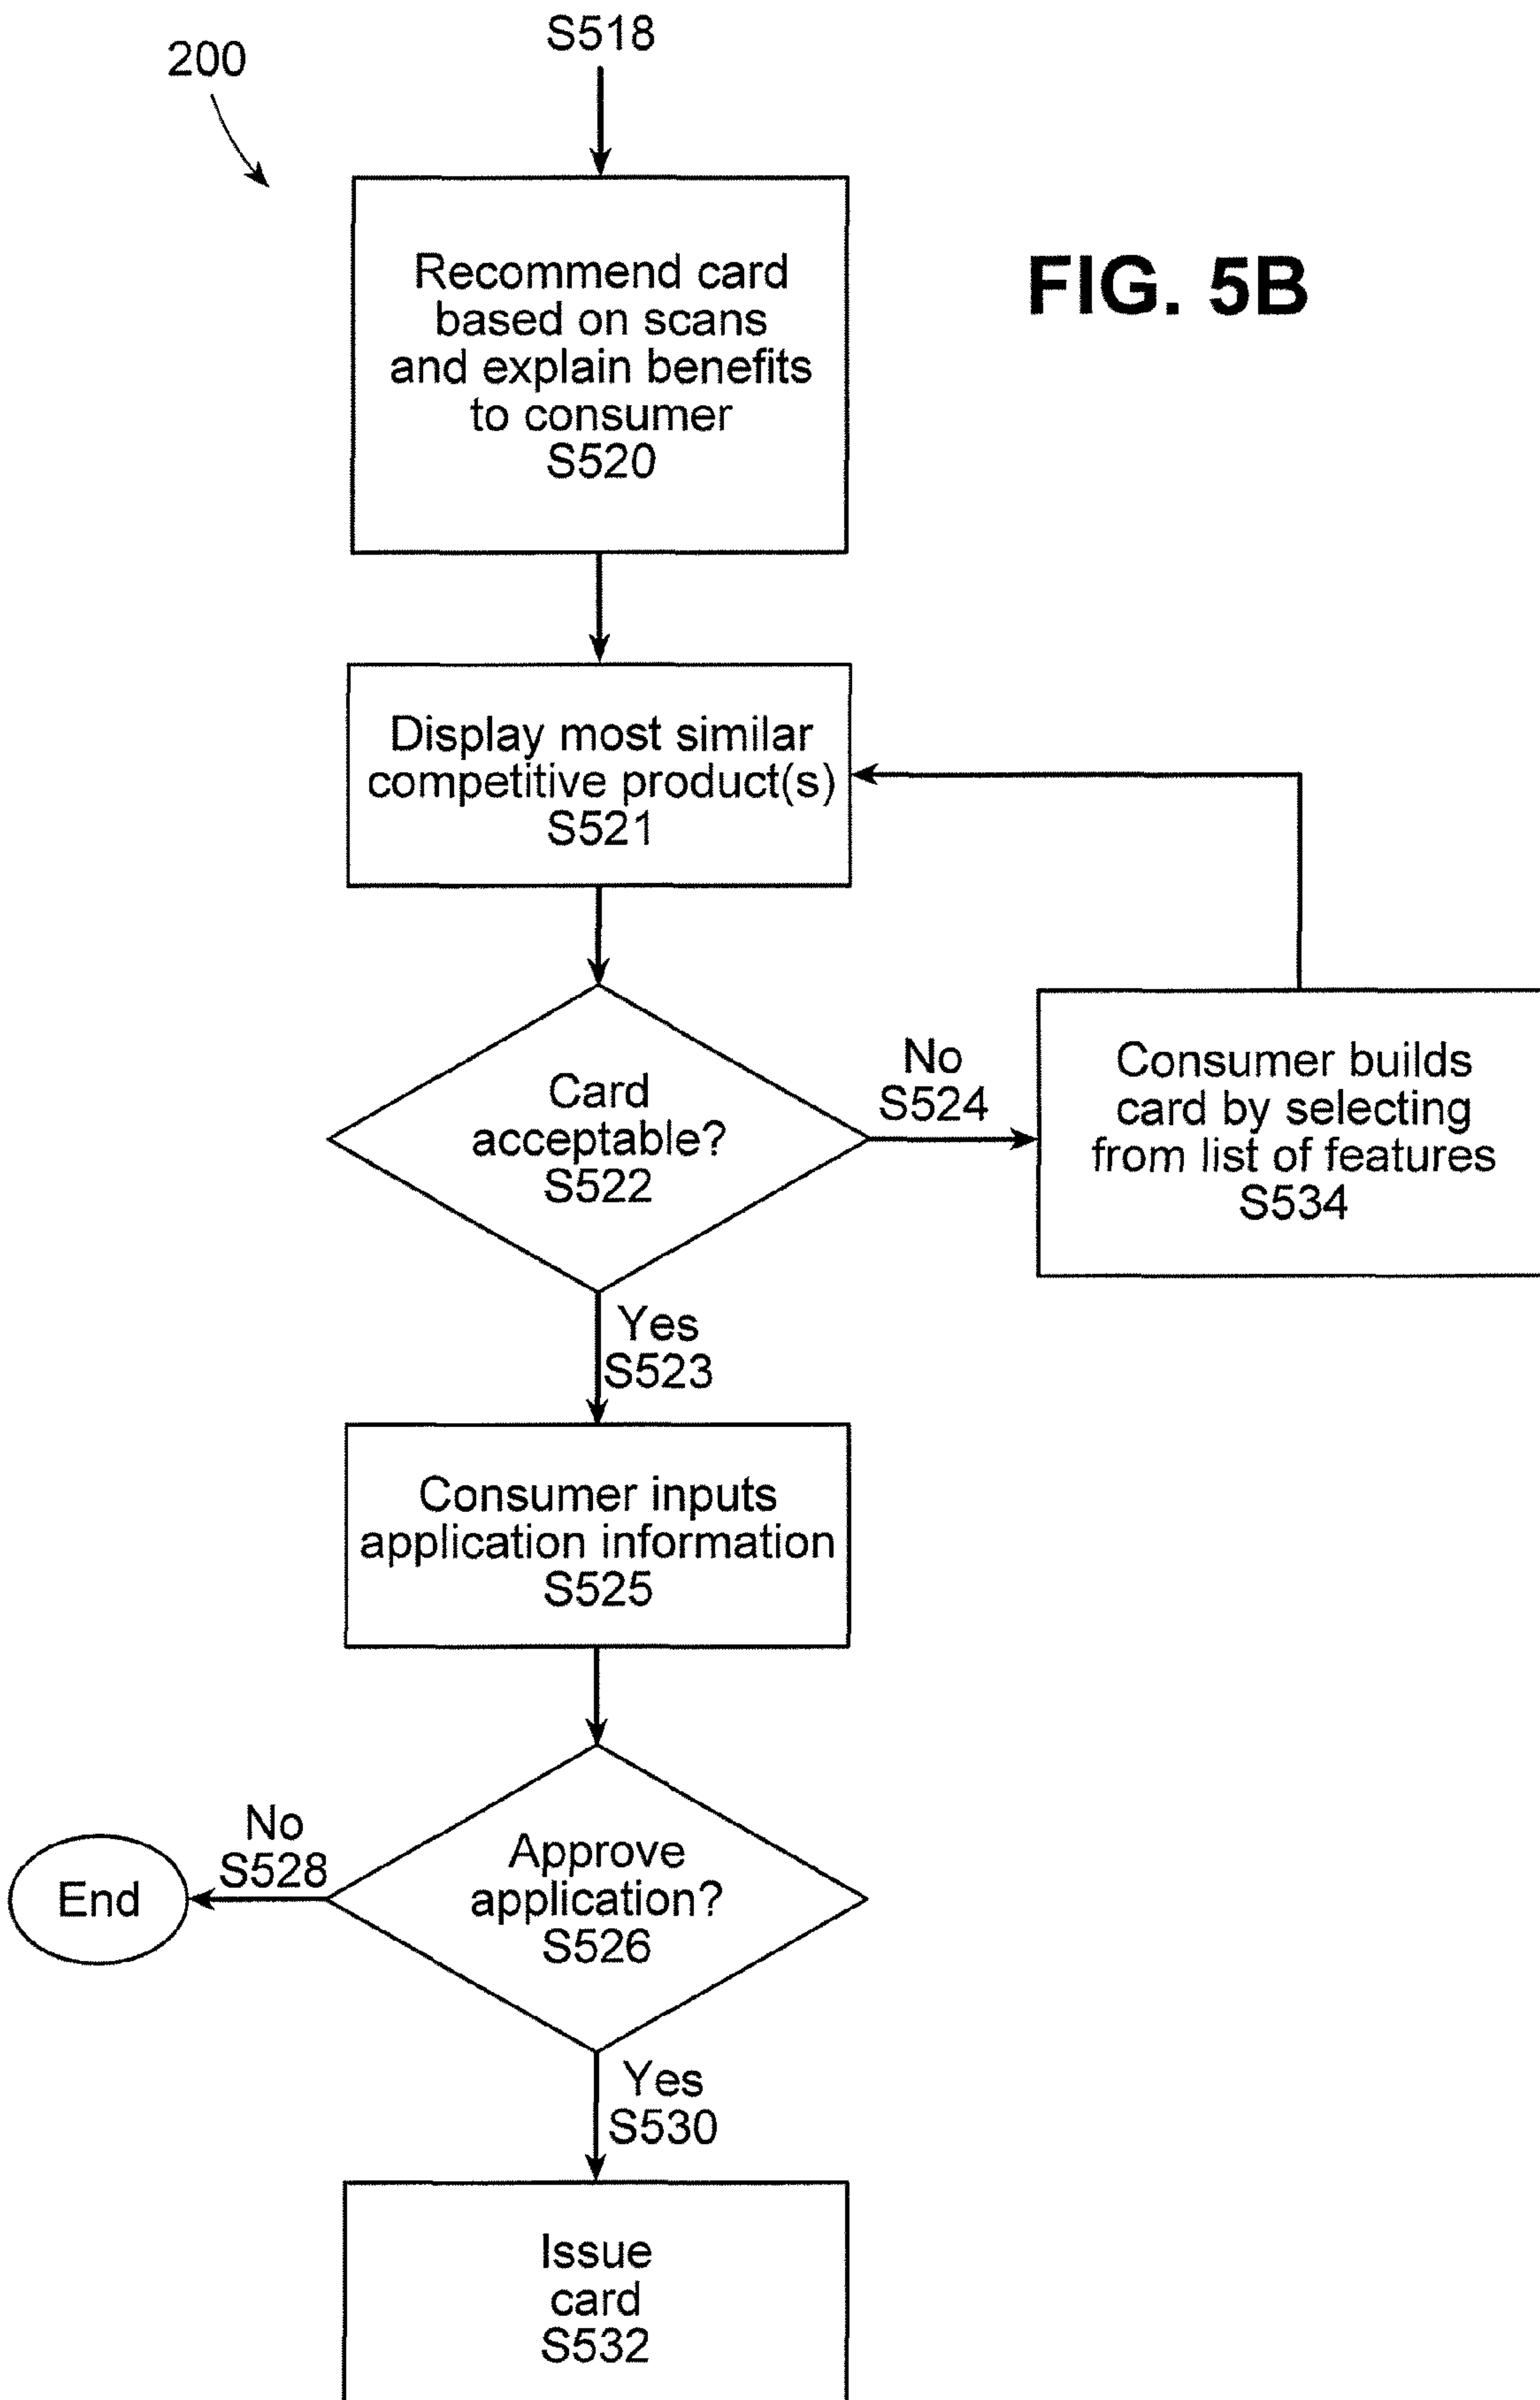 200
S518
FIG. 5B
Recommend card
based on scans
and explain benefits
to consumer
S520
Display most similar
competitive product(s)
S521
Card
acceptable?
S522
No
S524
Consumer builds
card by selecting
from list of features
S534
Yes
S523
Consumer inputs
application information
S525
Approve
application?
S526
No
S528
End
Yes
S530
Issue
card
S532